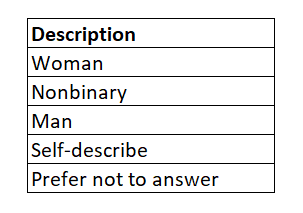 Description
Woman
Nonbinary
Man
Self-describe
Prefer not to answer